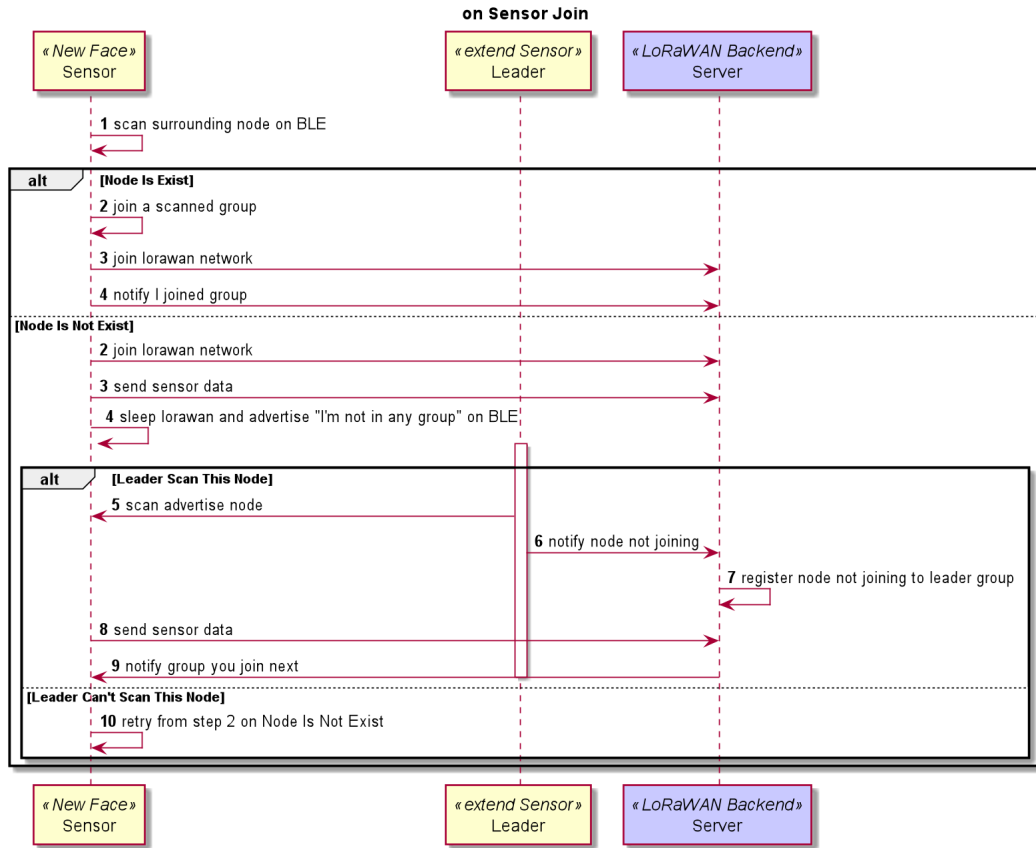 on Sensor Join
«New Face»
Sensor
«extend Sensor»
Leader
«LoRaWAN Backend»
Server
1 scan surrounding node on BLE
alt [Node Is Exist]
2 join a scanned group
3 join lorawan network
4 notify I joined group
[Node Is Not Exist]
2 join lorawan network
3 send sensor data
4 sleep lorawan and advertise "I'm not in any group" on BLE
alt [Leader Scan This Node]
5 scan advertise node
6 notify node not joining
7 register node not joining to leader group
8 send sensor data
9 notify group you join next
[Leader Can't Scan This Node]
10 retry from step 2 on Node Is Not Exist
«New Face»
Sensor
«extend Sensor»
Leader
«LoRaWAN Backend»
Server